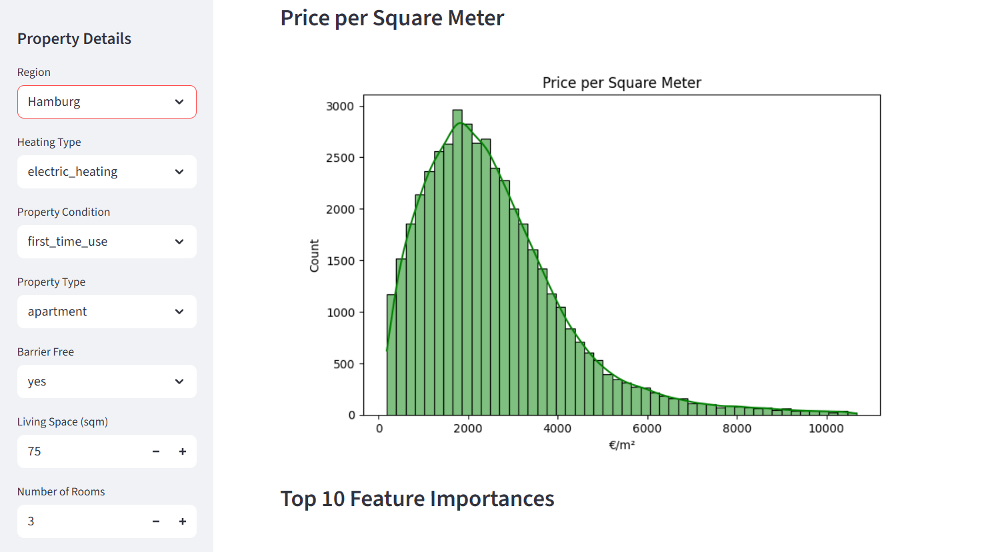 Property Details
Region
Hamburg
Heating Type
electric_heating
Property Condition
first_time_use
Property Type
apartment
Barrier Free
yes
Living Space (sqm)
75
Number of Rooms
3
Price per Square Meter
Price per Square Meter
3000
2500
2000
1500
1000
500
0
Count
0 2000 4000 6000 8000 10000
€/m²
Top 10 Feature Importances